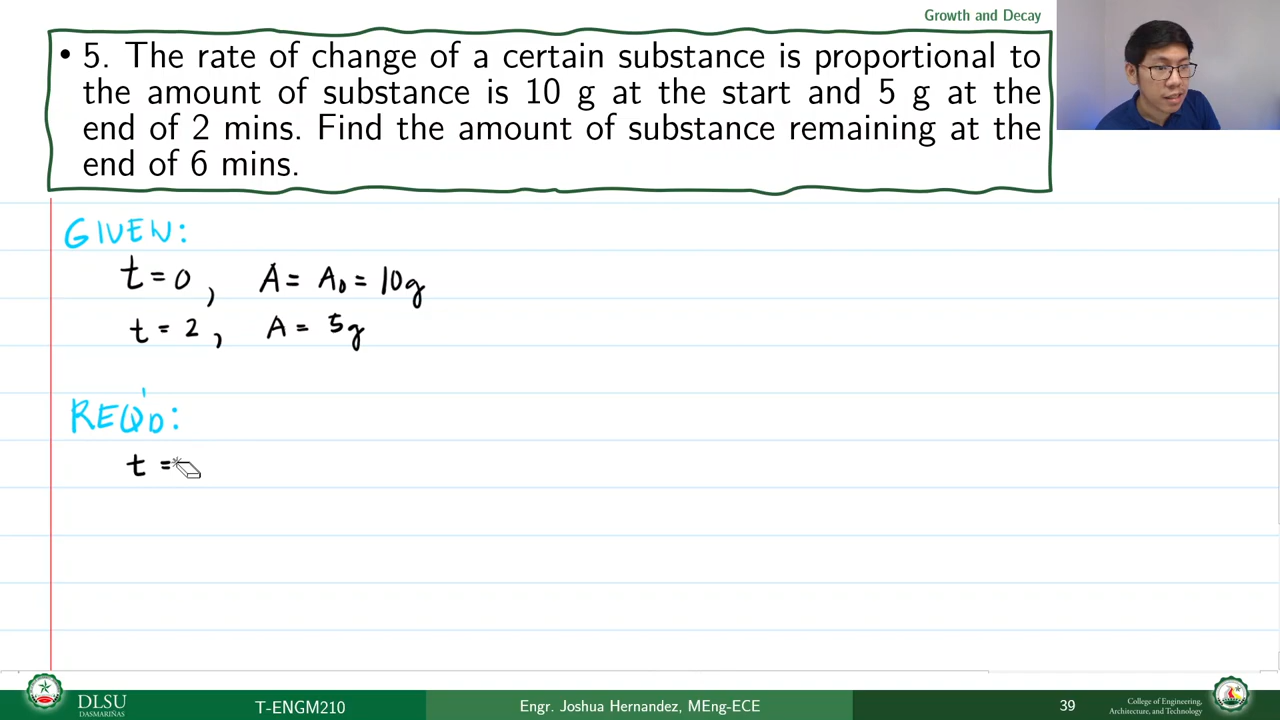 Growth and Decay
• 5. The rate of change of a certain substance is proportional to
the amount of substance is 10 g at the start and 5 g at the
end of 2 mins. Find the amount of substance remaining at the
end of 6 mins.
GIVEN:
t = 0 , A = A₀ = 10g
t = 2 , A = 5g
REQ'D:
t =
DLSU
DASMARIÑAS
T-ENGM210
Engr. Joshua Hernandez, MEng-ECE
39
College of Engineering,
Architecture, and Technology